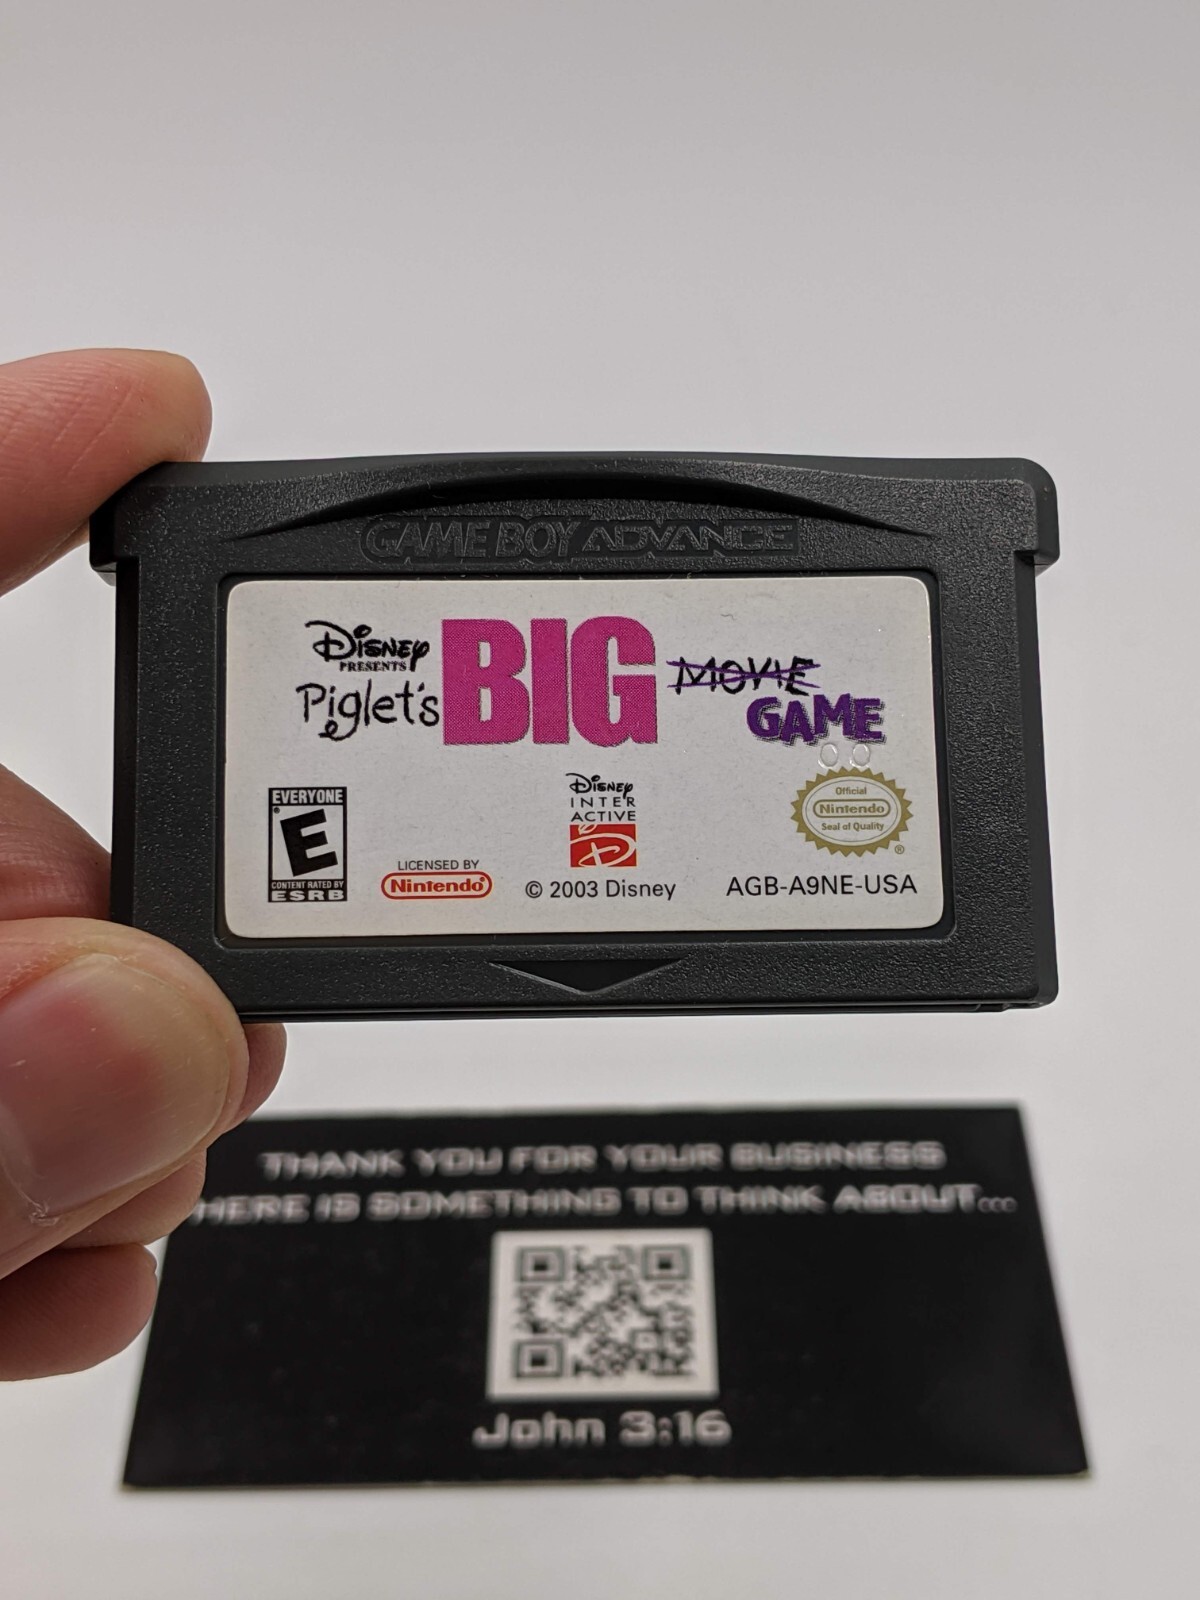 GAME BOY ADVANCE
Disney
PRESENTS
Piglet's BIG MOVIE
GAME
EVERYONE
E
CONTENT RATED BY
ESRB
LICENSED BY
Nintendo
Disney
INTER
ACTIVE
D
© 2003 Disney
Official
Nintendo
Seal of Quality
®
AGB-A9NE-USA
00
THANK YOU FOR YOUR BUSINESS
HERE IS SOMETHING TO THINK ABOUT...
John 3:16